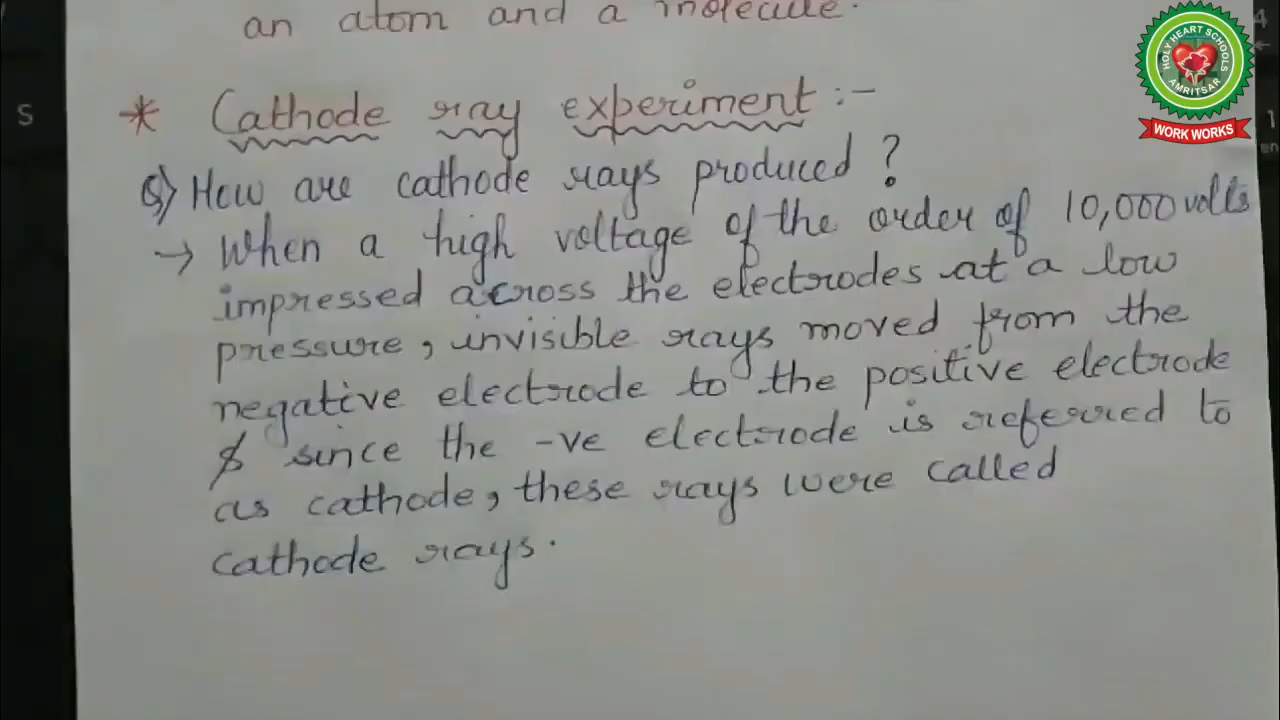 an atom and a molecule.
* Cathode ray experiment :-
Q) How are cathode rays produced ?
→ When a high voltage of the order of 10,000 volts
impressed across the electrodes at a low
pressure, invisible rays moved from the
negative electrode to the positive electrode
& since the -ve electrode is referred to
as cathode, these rays were called
cathode rays.
HOLY HEART SCHOOLS
AMRITSAR
WORK WORKS
S
4
1
en